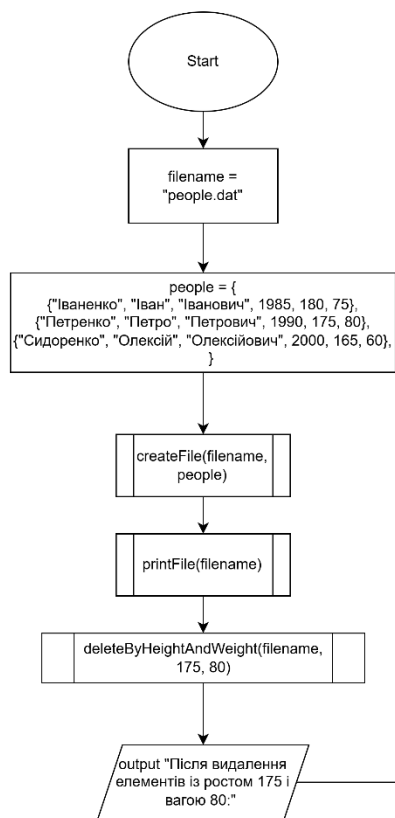 Start
filename =
"people.dat"
people = {
{"Іваненко", "Іван", "Іванович", 1985, 180, 75},
{"Петренко", "Петро", "Петрович", 1990, 175, 80},
{"Сидоренко", "Олексій", "Олексійович", 2000, 165, 60},
}
createFile(filename,
people)
printFile(filename)
deleteByHeightAndWeight(filename,
175, 80)
output "Після видалення
елементів із ростом 175 і
вагою 80:"